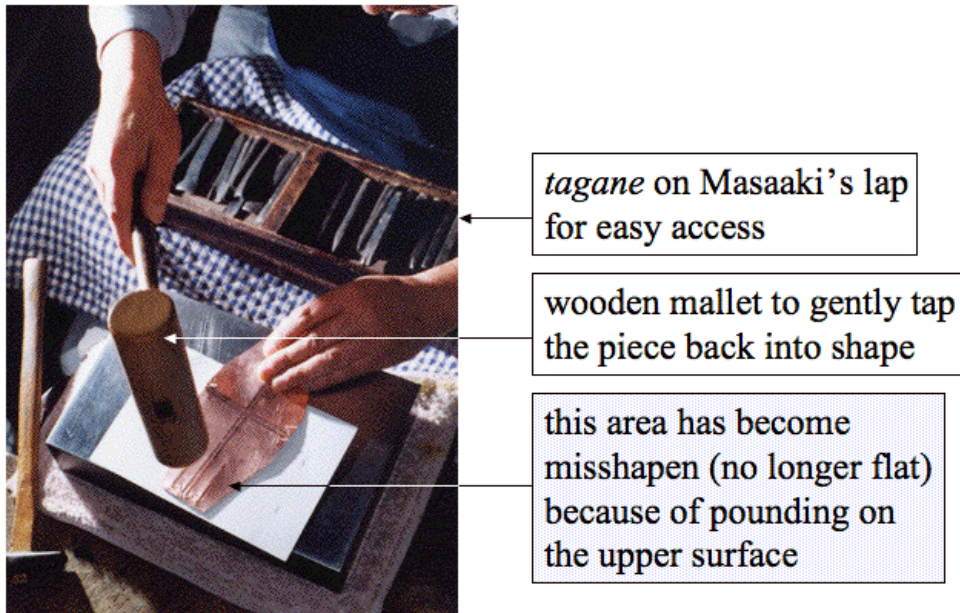 tagane on Masaaki’s lap
for easy access
wooden mallet to gently tap
the piece back into shape
this area has become
misshapen (no longer flat)
because of pounding on
the upper surface